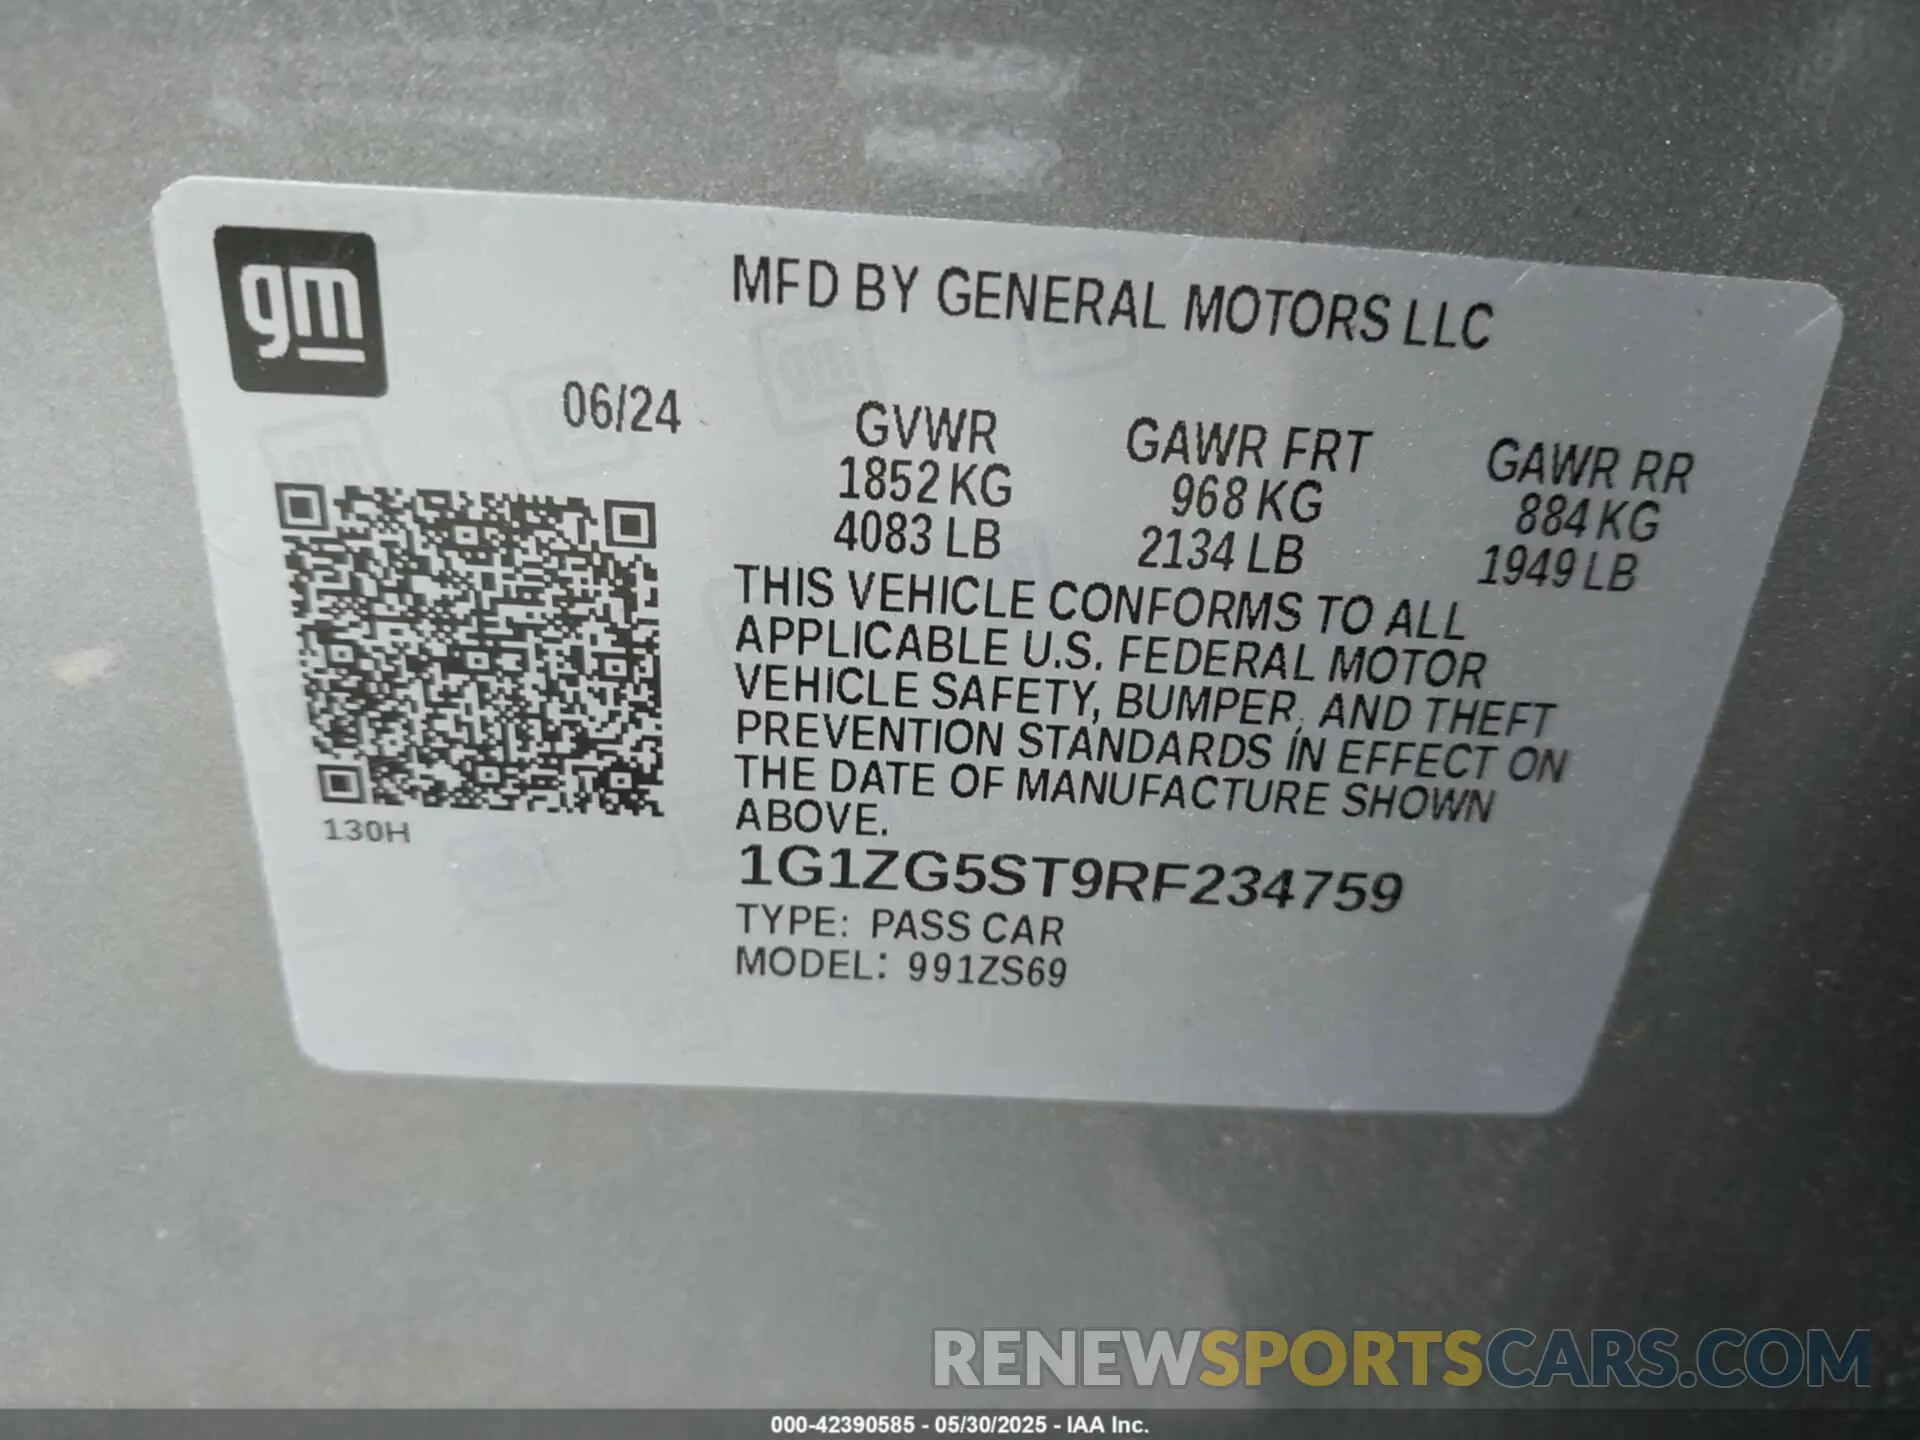 gm
MFD BY GENERAL MOTORS LLC
06/24
GVWR GAWR FRT GAWR RR
1852 KG 968 KG 884 KG
4083 LB 2134 LB 1949 LB
THIS VEHICLE CONFORMS TO ALL
APPLICABLE U.S. FEDERAL MOTOR
VEHICLE SAFETY, BUMPER, AND THEFT
PREVENTION STANDARDS IN EFFECT ON
THE DATE OF MANUFACTURE SHOWN
ABOVE.
130H
1G1ZG5ST9RF234759
TYPE: PASS CAR
MODEL: 991ZS69
RENEWSPORTSCARS.COM
000-42390585 - 05/30/2025 - IAA Inc.